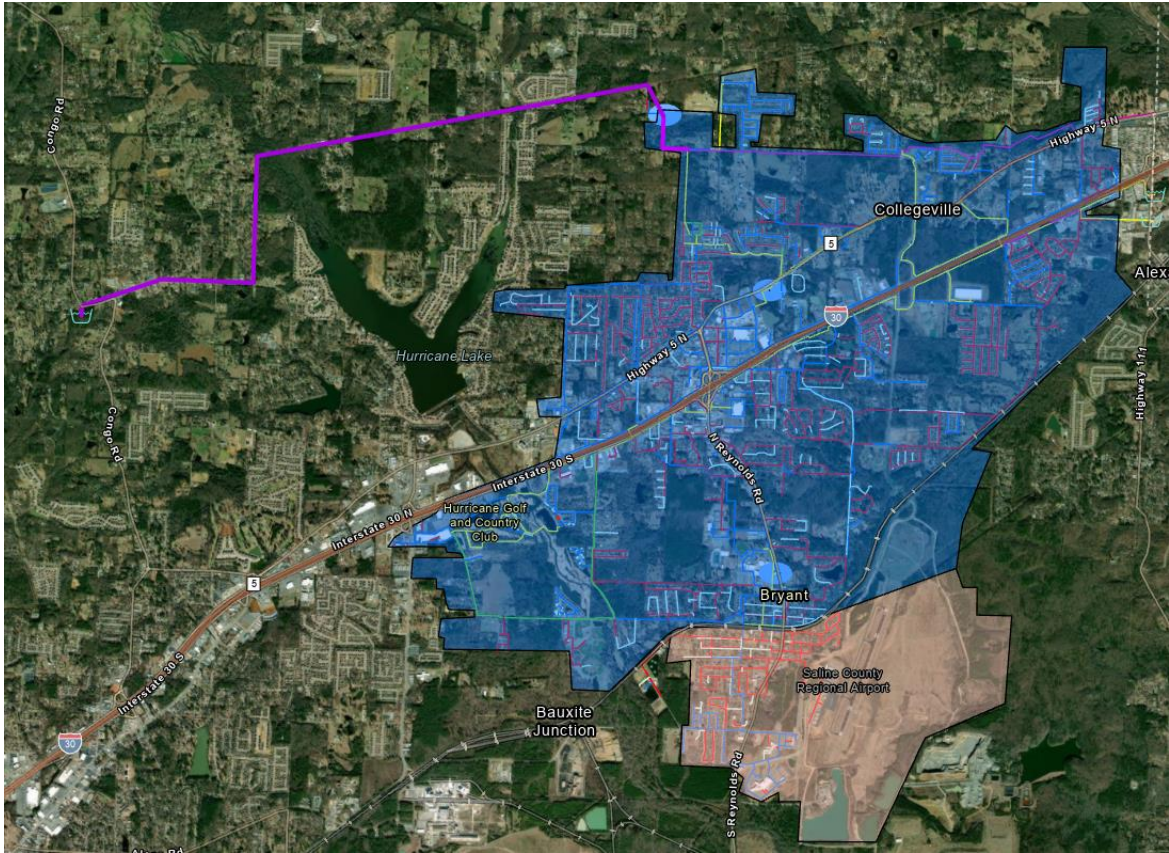 Congo Rd
Highway 5 N
Collegeville
5
Alex
30
Hurricane Lake
Highway 5 N
Highway 111
Congo Rd
N Reynolds Rd
Interstate 30 S
Hurricane Golf
and Country
Club
Interstate 30 N
5
Bryant
Saline County
Regional Airport
Interstate 30 S
Bauxite
Junction
30
S Reynolds Rd